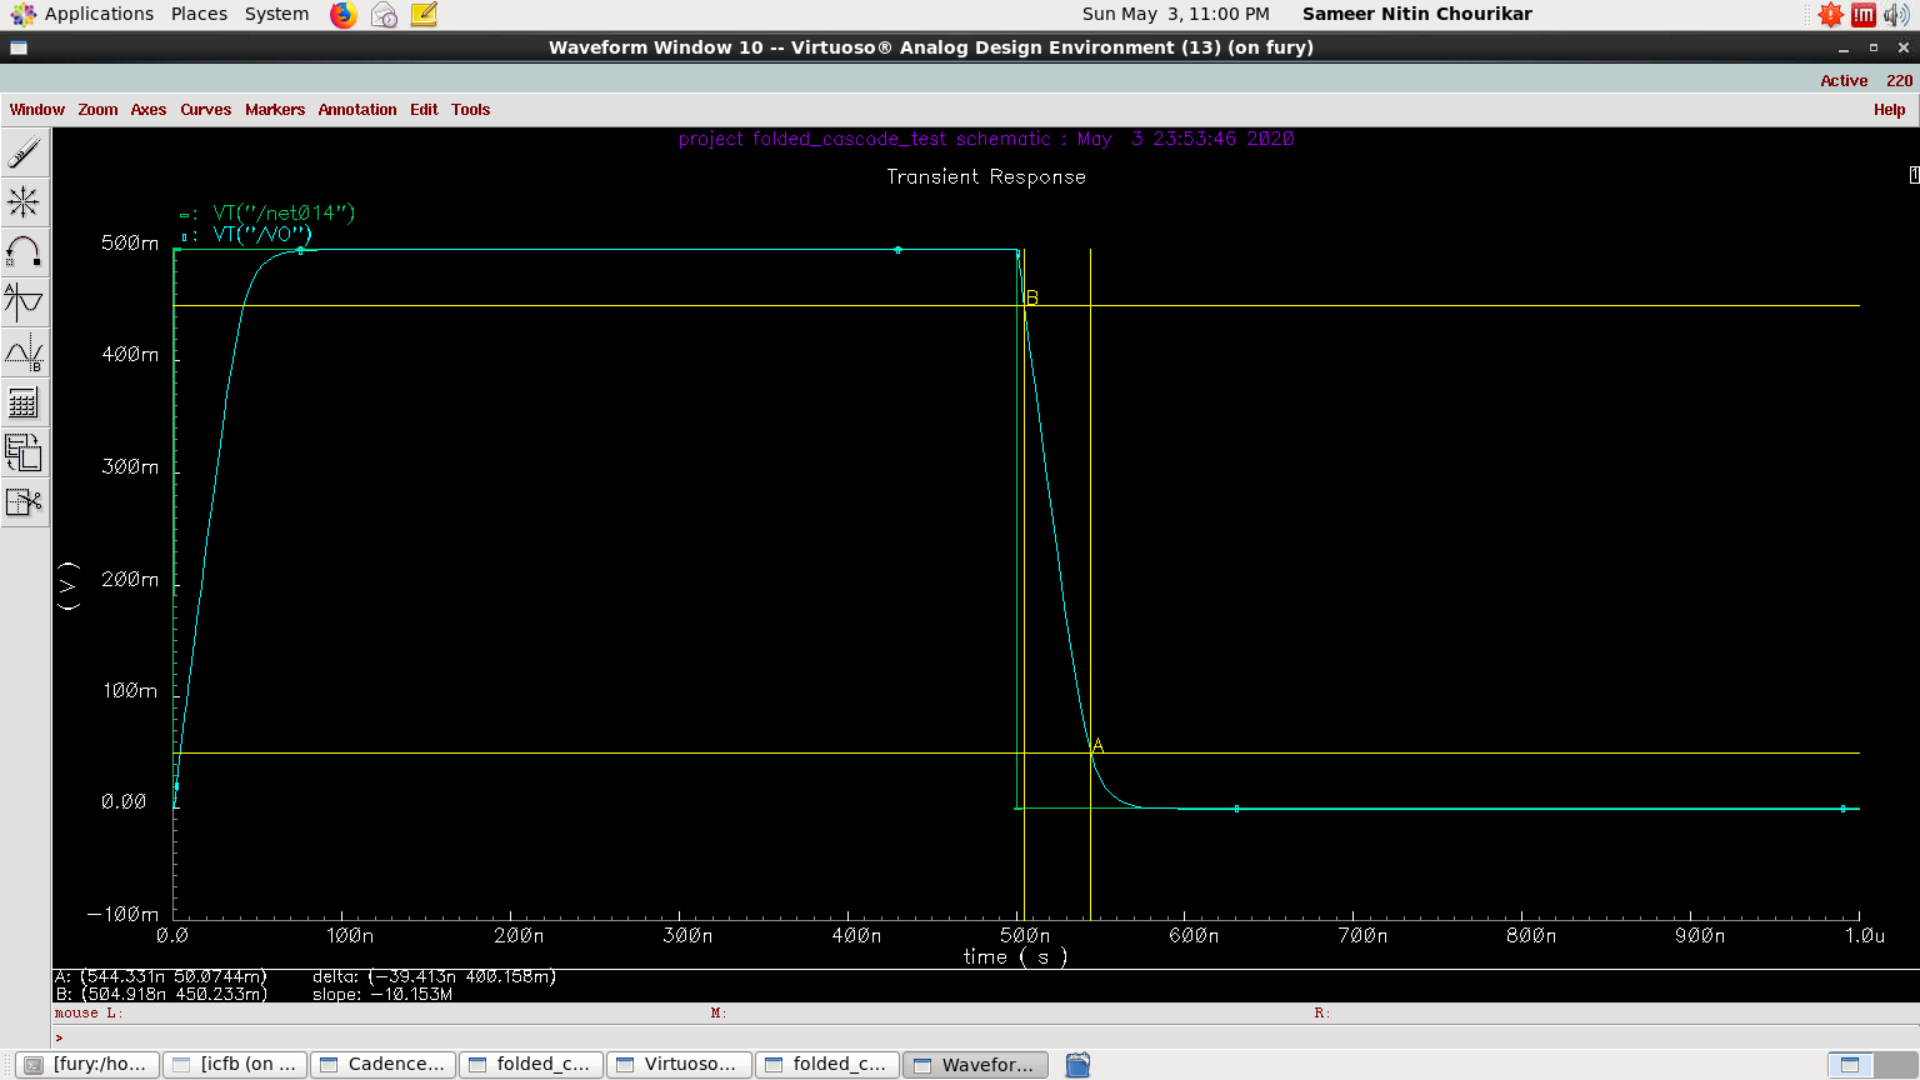 Applications Places System Sun May 3, 11:00 PM Sameer Nitin Chourikar
Waveform Window 10 -- Virtuoso® Analog Design Environment (13) (on fury)
Active 220
Window Zoom Axes Curves Markers Annotation Edit Tools Help
project folded_cascode_test schematic : May 3 23:53:46 2020
Transient Response
1
-: VT("/net014")
▯: VT("/VO")
500m
B
400m
300m
200m
(V)
100m
A
0.00
-100m
0.0 100n 200n 300n 400n 500n 600n 700n 800n 900n 1.0u
time ( s )
A: (544.331n 50.0744m) delta: (-39.413n 400.158m)
B: (504.918n 450.233m) slope: -10.153M
mouse L: M: R:
>
[fury:/ho... [icfb (on ... Cadence... folded_c... Virtuoso... folded_c... Wavefor...